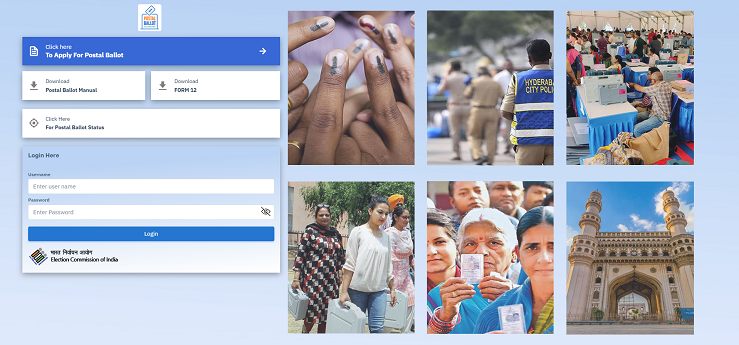 POSTAL
BALLOT
Click here
To Apply For Postal Ballot
Download
Postal Ballot Manual
Download
FORM 12
Click Here
For Postal Ballot Status
Login Here
Username
Enter user name
Password
Enter Password
Login
भारत निर्वाचन आयोग
Election Commission of India
HYDERABAD
CITY POLI